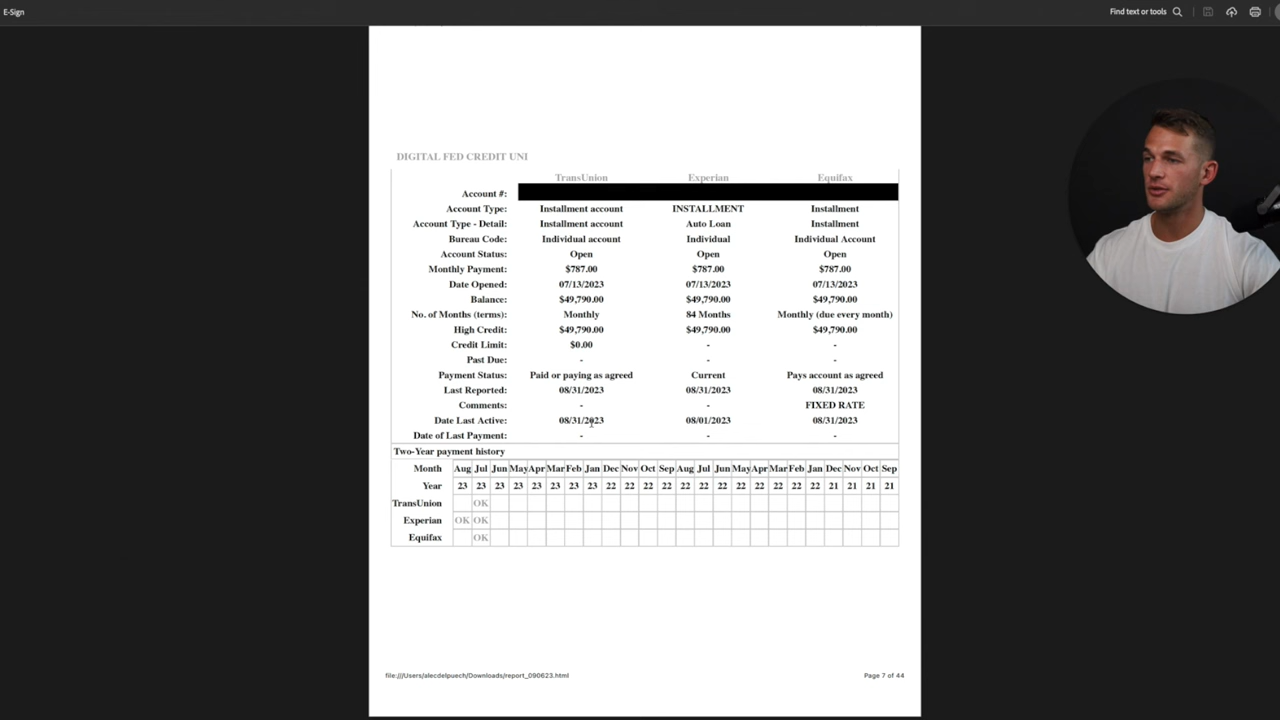 E-Sign
Find text or tools
DIGITAL FED CREDIT UNI
TransUnion Experian Equifax
Account #:
Account Type: Installment account INSTALLMENT Installment
Account Type - Detail: Installment account Auto Loan Installment
Bureau Code: Individual account Individual Individual Account
Account Status: Open Open Open
Monthly Payment: $787.00 $787.00 $787.00
Date Opened: 07/13/2023 07/13/2023 07/13/2023
Balance: $49,790.00 $49,790.00 $49,790.00
No. of Months (terms): Monthly 84 Months Monthly (due every month)
High Credit: $49,790.00 $49,790.00 $49,790.00
Credit Limit: $0.00 - -
Past Due: - - -
Payment Status: Paid or paying as agreed Current Pays account as agreed
Last Reported: 08/31/2023 08/31/2023 08/31/2023
Comments: - - FIXED RATE
Date Last Active: 08/31/2023 08/01/2023 08/31/2023
Date of Last Payment: - - -
Two-Year payment history
Month Aug Jul Jun May Apr Mar Feb Jan Dec Nov Oct Sep Aug Jul Jun May Apr Mar Feb Jan Dec Nov Oct Sep
Year 23 23 23 23 23 23 23 23 22 22 22 22 22 22 22 22 22 22 22 22 21 21 21 21
TransUnion OK
Experian OK OK
Equifax OK
file:///Users/alecdelpuech/Downloads/report_090623.html
Page 7 of 44